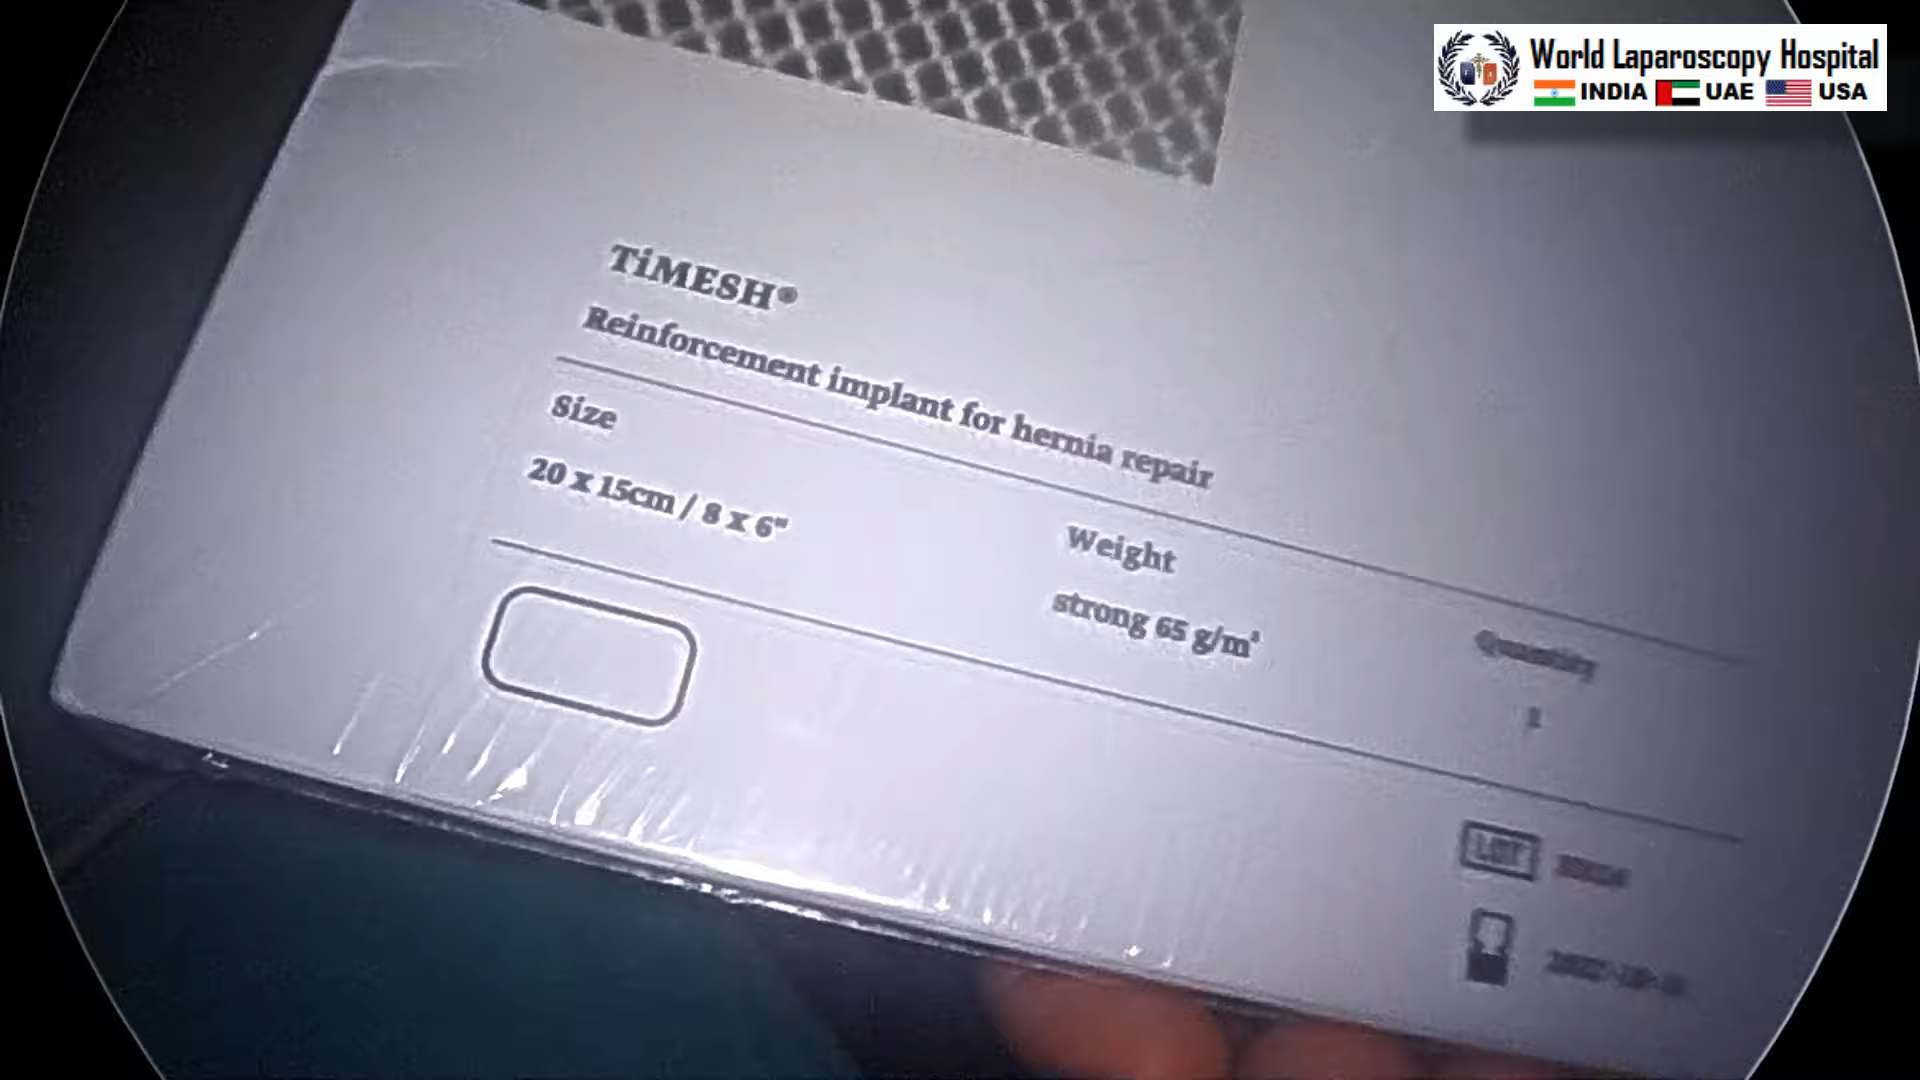 World Laparoscopy Hospital
INDIA UAE USA
TiMESH®
Reinforcement implant for hernia repair
Size
20 x 15cm / 8 x 6"
Weight
strong 65 g/m²
Quantity
1
LOT